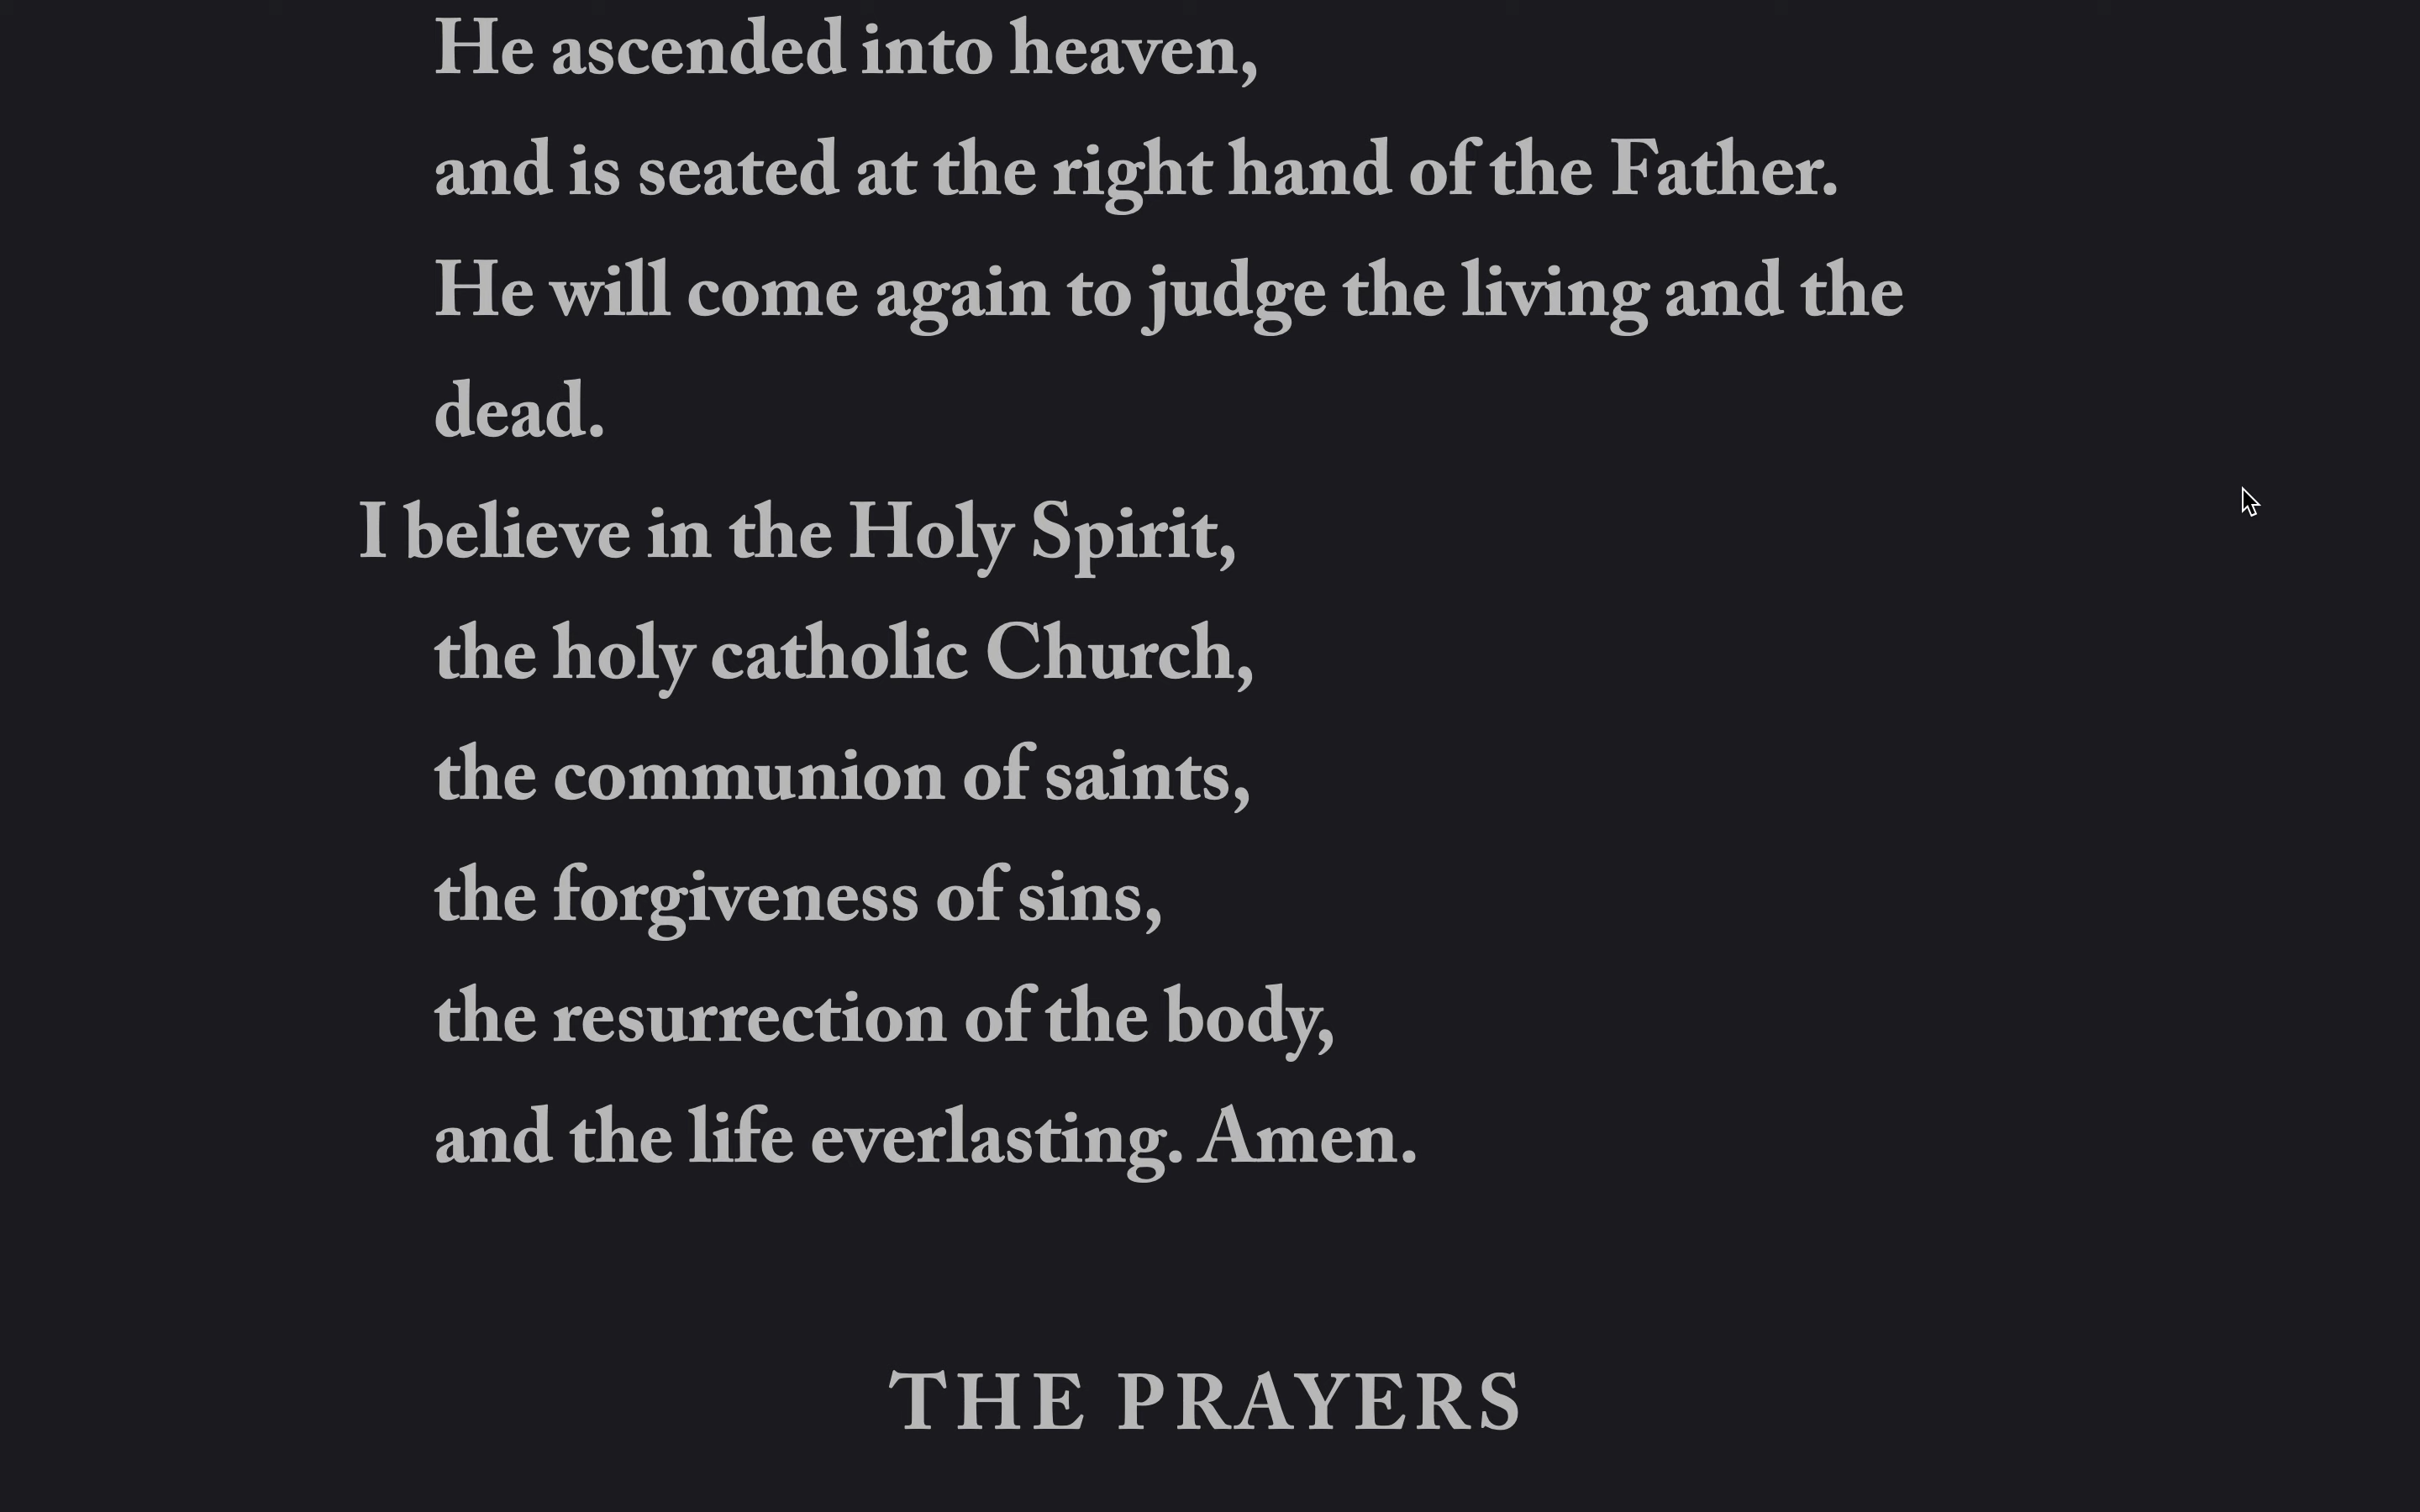 He ascended into heaven,
and is seated at the right hand of the Father.
He will come again to judge the living and the
dead.
I believe in the Holy Spirit,
the holy catholic Church,
the communion of saints,
the forgiveness of sins,
the resurrection of the body,
and the life everlasting. Amen.
THE PRAYERS